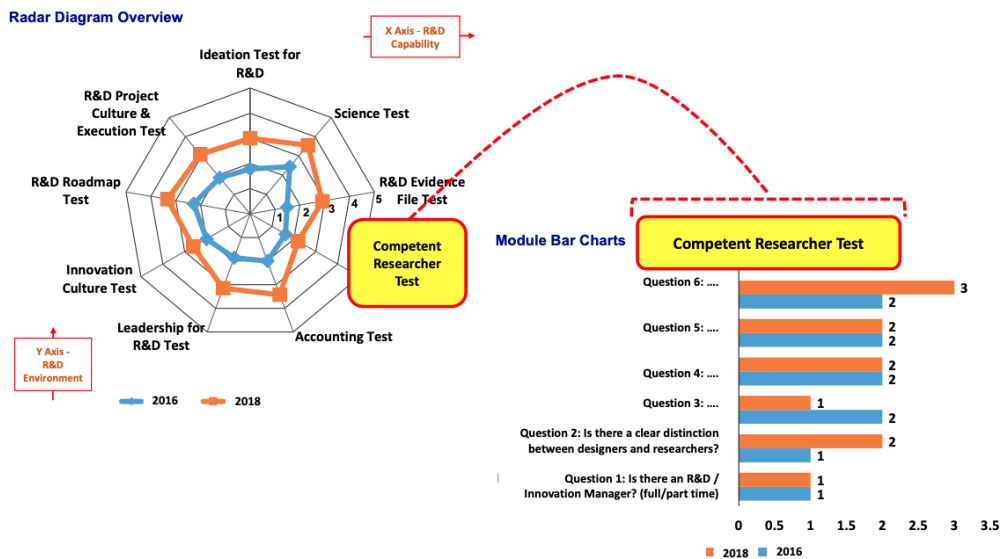 Radar Diagram Overview
X Axis - R&D
Capability
Ideation Test for
R&D
Science Test
R&D Evidence
File Test
Competent
Researcher
Test
Accounting Test
Leadership for
R&D Test
Innovation
Culture Test
R&D Roadmap
Test
R&D Project
Culture &
Execution Test
1 2 3 4 5
Y Axis -
R&D
Environment
2016 2018
Module Bar Charts
Competent Researcher Test
Question 6: ....
3
2
Question 5: ....
2
2
Question 4: ....
2
2
Question 3: ....
1
2
Question 2: Is there a clear distinction
between designers and researchers?
2
1
Question 1: Is there an R&D /
Innovation Manager? (full/part time)
1
1
0 0.5 1 1.5 2 2.5 3 3.5
2018 2016